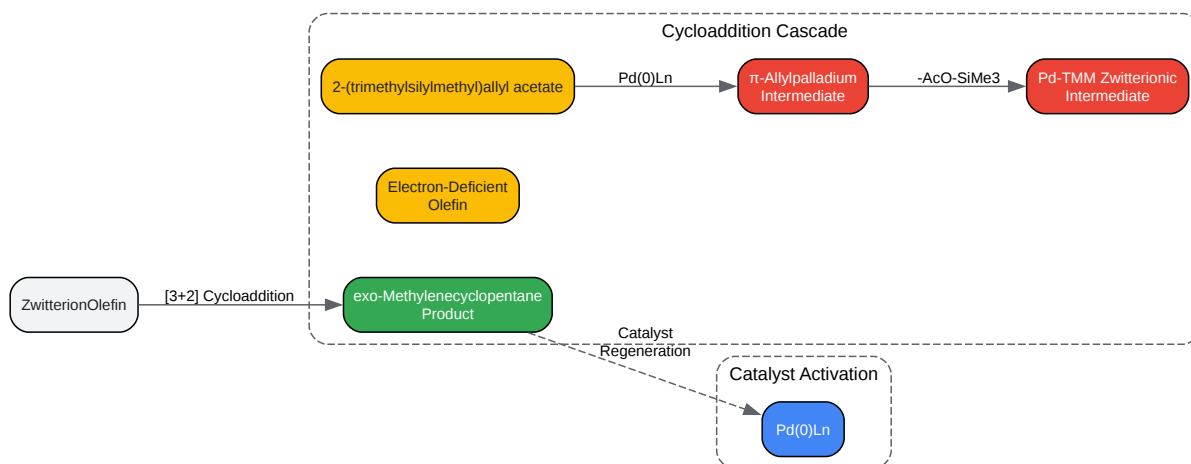 Cycloaddition Cascade
2-(trimethylsilylmethyl)allyl acetate
Pd(0)Ln
π-Allylpalladium
Intermediate
-AcO-SiMe3
Pd-TMM Zwitterionic
Intermediate
Electron-Deficient
Olefin
ZwitterionOlefin
[3+2] Cycloaddition
exo-Methylenecyclopentane
Product
Catalyst
Regeneration
Catalyst Activation
Pd(0)Ln